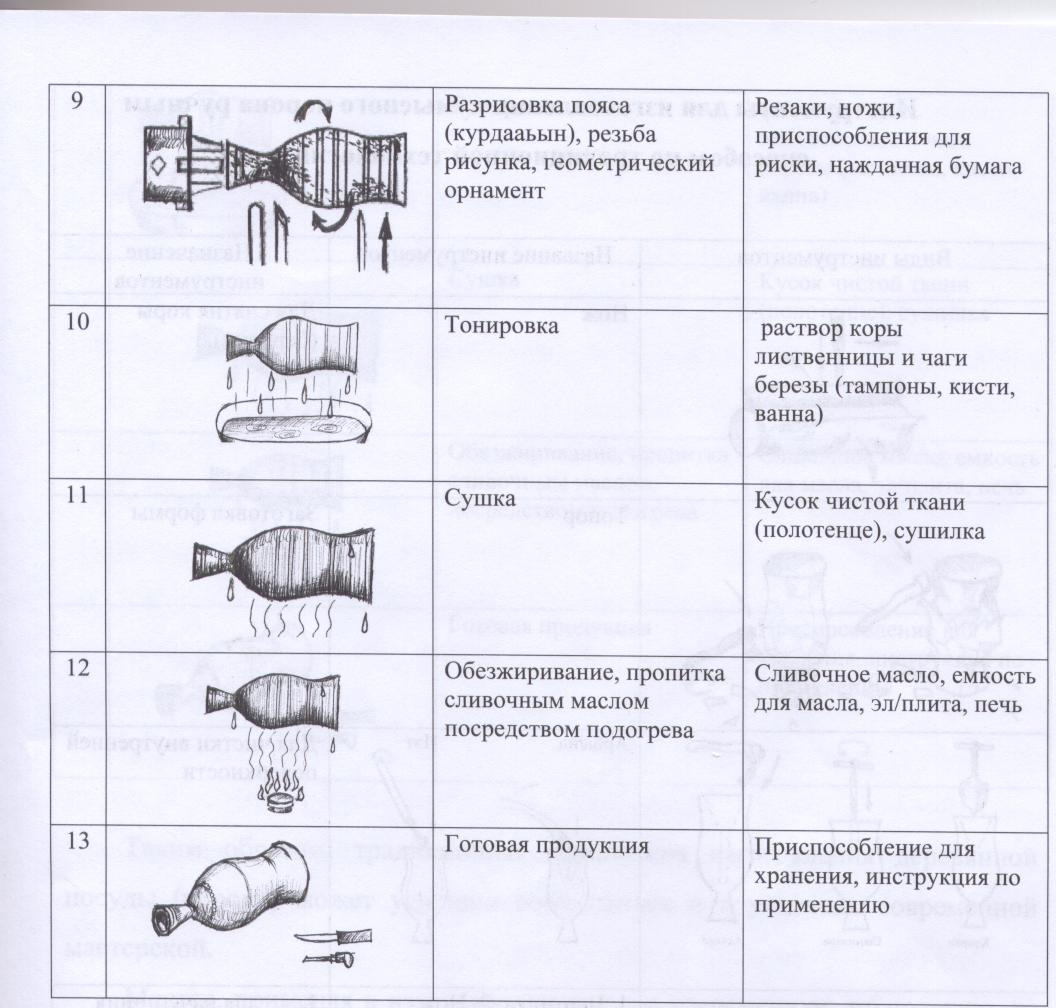 9
Разрисовка пояса
(курдааьын), резьба
рисунка, геометрический
орнамент
Резаки, ножи,
приспособления для
риски, наждачная бумага
10
Тонировка
раствор коры
лиственницы и чаги
березы (тампоны, кисти,
ванна)
11
Сушка
Кусок чистой ткани
(полотенце), сушилка
12
Обезжиривание, пропитка
сливочным маслом
посредством подогрева
Сливочное масло, емкость
для масла, эл/плита, печь
13
Готовая продукция
Приспособление для
хранения, инструкция по
применению